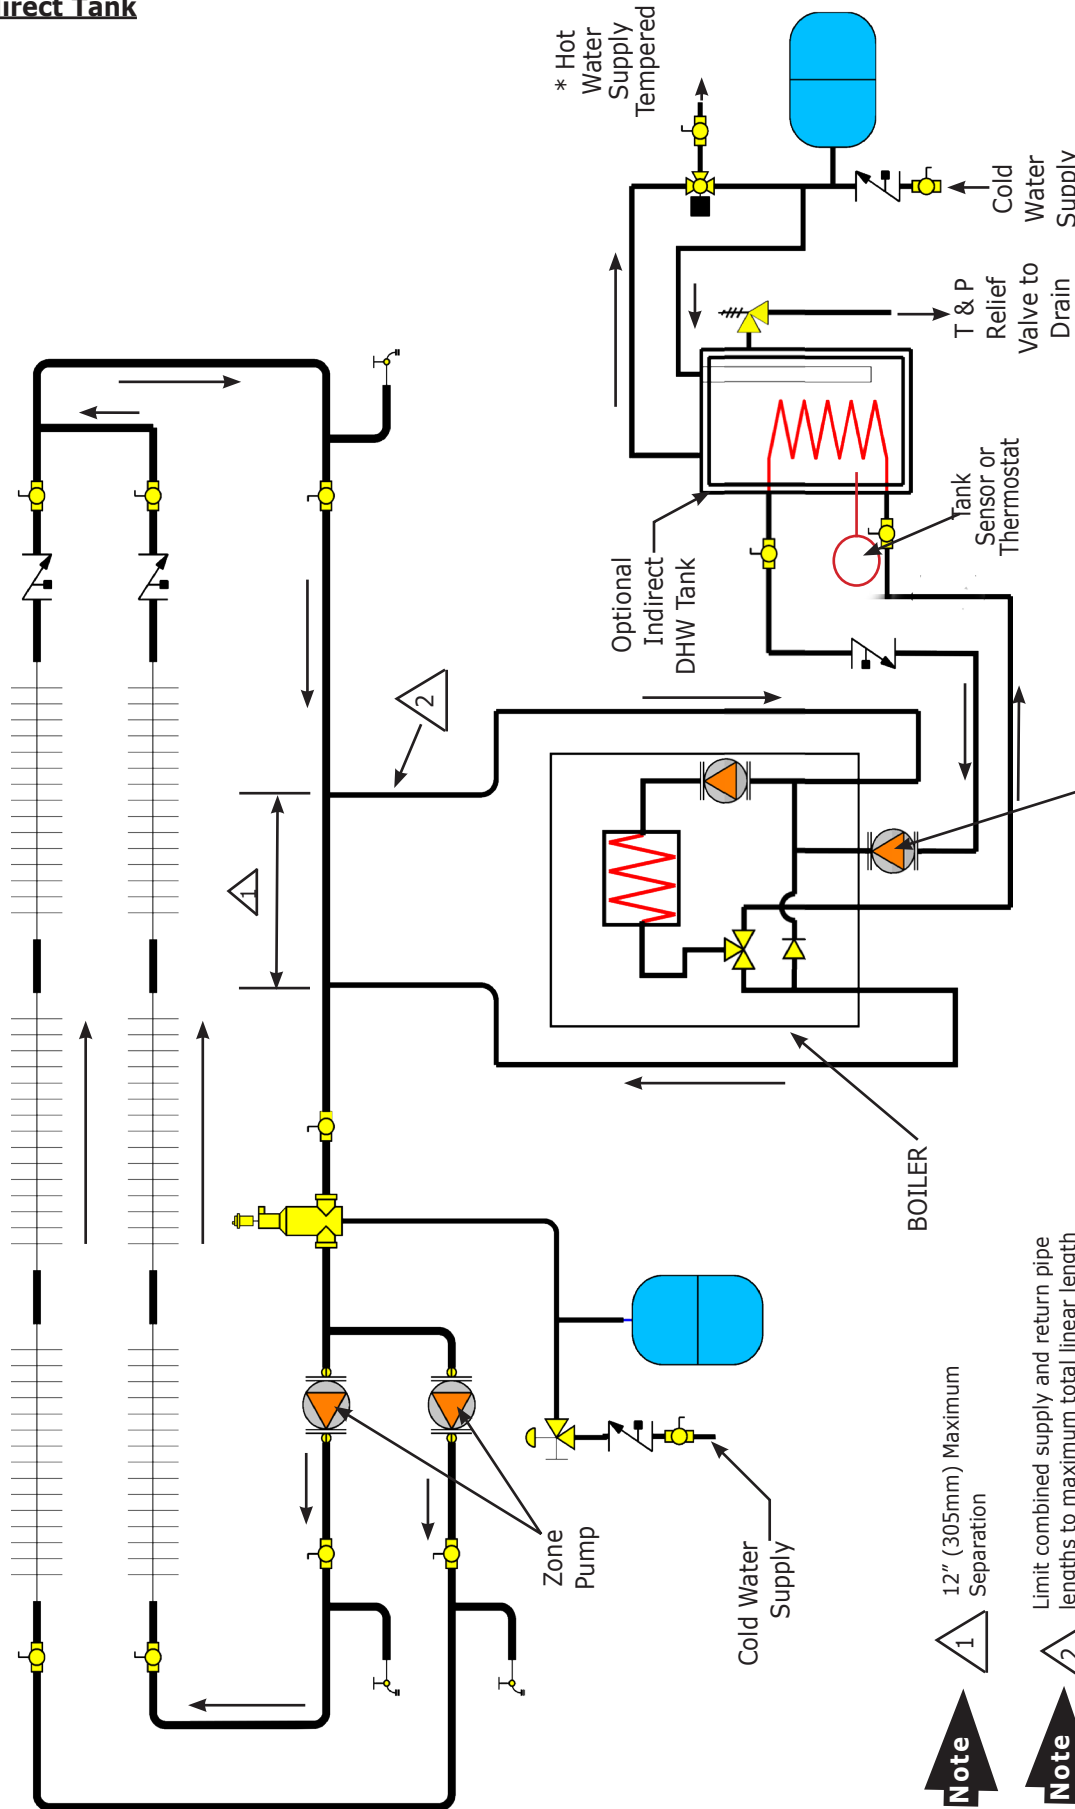 direct Tank
* Hot
Water
Supply
Tempered
Cold
Water
Supply
T & P
Relief
Valve to
Drain
Tank
Sensor or
Thermostat
Optional
Indirect
DHW Tank
2
1
BOILER
Zone
Pump
Cold Water
Supply
Note
1
12" (305mm) Maximum
Separation
Note
2
Limit combined supply and return pipe
lengths to maximum total linear length